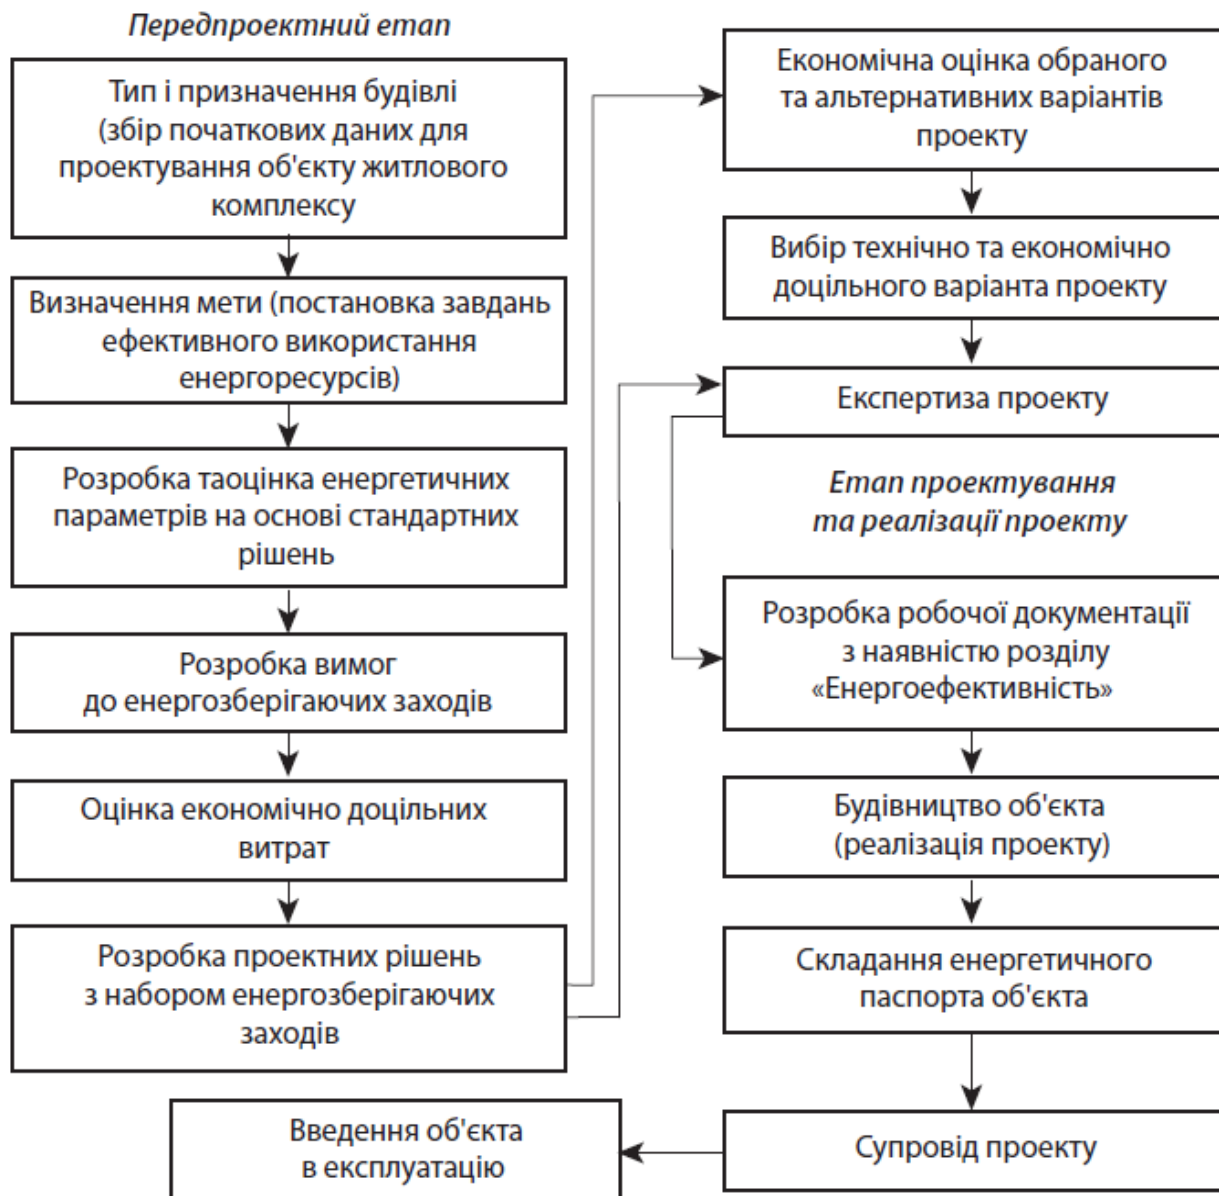 Передпроектний етап
Тип і призначення будівлі
(збір початкових даних для
проектування об'єкту житлового
комплексу
Визначення мети (постановка завдань
ефективного використання
енергоресурсів)
Розробка таоцінка енергетичних
параметрів на основі стандартних
рішень
Розробка вимог
до енергозберігаючих заходів
Оцінка економічно доцільних
витрат
Розробка проектних рішень
з набором енергозберігаючих
заходів
Економічна оцінка обраного
та альтернативних варіантів
проекту
Вибір технічно та економічно
доцільного варіанта проекту
Експертиза проекту
Етап проектування
та реалізації проекту
Розробка робочої документації
з наявністю розділу
«Енергоефективність»
Будівництво об'єкта
(реалізація проекту)
Складання енергетичного
паспорта об'єкта
Супровід проекту
Введення об'єкта
в експлуатацію